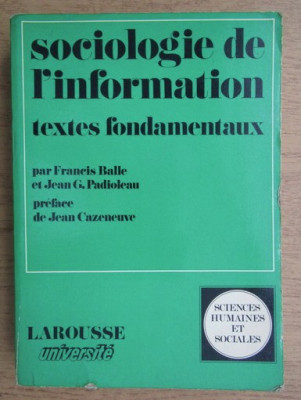 sociologie de
l'information
textes fondamentaux
par Francis Balle
et Jean G. Padioleau
préface
de Jean Cazeneuve
SCIENCES
HUMAINES
ET
SOCIALES
LAROUSSE
université